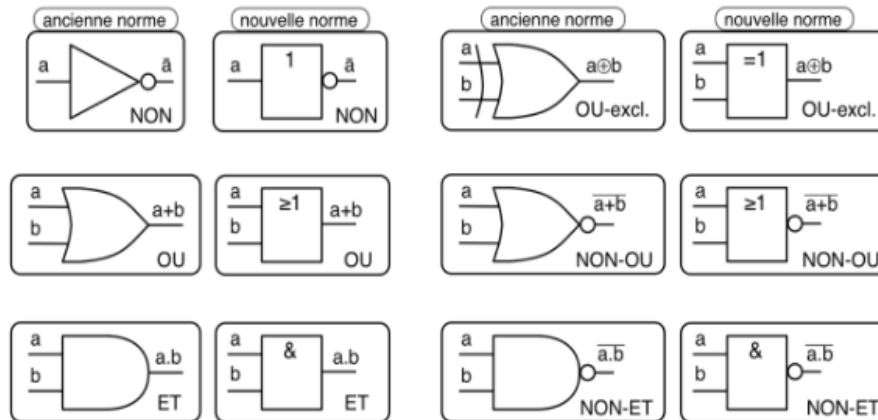 ancienne norme nouvelle norme ancienne norme nouvelle norme
a ā NON
a 1 ā NON
a b a⊕b OU-excl.
a b =1 a⊕b OU-excl.
a b a+b OU
a b ≥1 a+b OU
a b a̅+̅b̅ NON-OU
a b ≥1 a̅+̅b̅ NON-OU
a b a.b ET
a b & a.b ET
a b a̅.̅b̅ NON-ET
a b & a̅.̅b̅ NON-ET